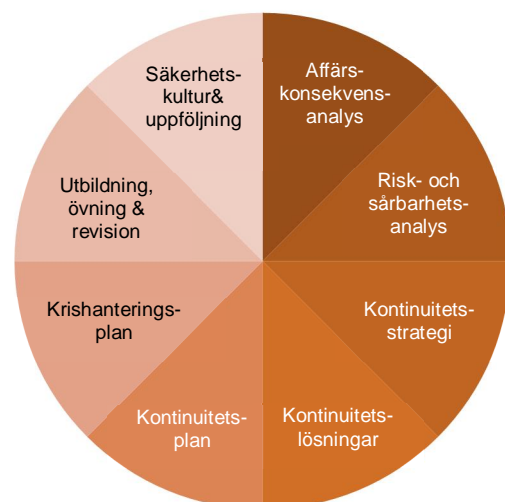 Affärs-
konsekvens-
analys
Risk- och
sårbarhets-
analys
Kontinuitets-
strategi
Kontinuitets-
lösningar
Kontinuitets-
plan
Krishanterings-
plan
Utbildning,
övning &
revision
Säkerhets-
kultur&
uppföljning